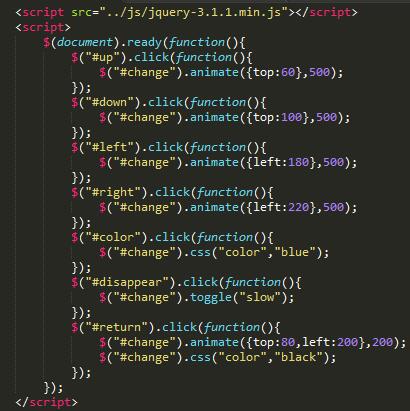 <script src="../js/jquery-3.1.1.min.js"></script>
<script>
    $(document).ready(function(){
        $("#up").click(function(){
            $("#change").animate({top:60},500);
        });
        $("#down").click(function(){
            $("#change").animate({top:100},500);
        });
        $("#left").click(function(){
            $("#change").animate({left:180},500);
        });
        $("#right").click(function(){
            $("#change").animate({left:220},500);
        });
        $("#color").click(function(){
            $("#change").css("color","blue");
        });
        $("#disappear").click(function(){
            $("#change").toggle("slow");
        });
        $("#return").click(function(){
            $("#change").animate({top:80,left:200},200);
            $("#change").css("color","black");
        });
    });
</script>